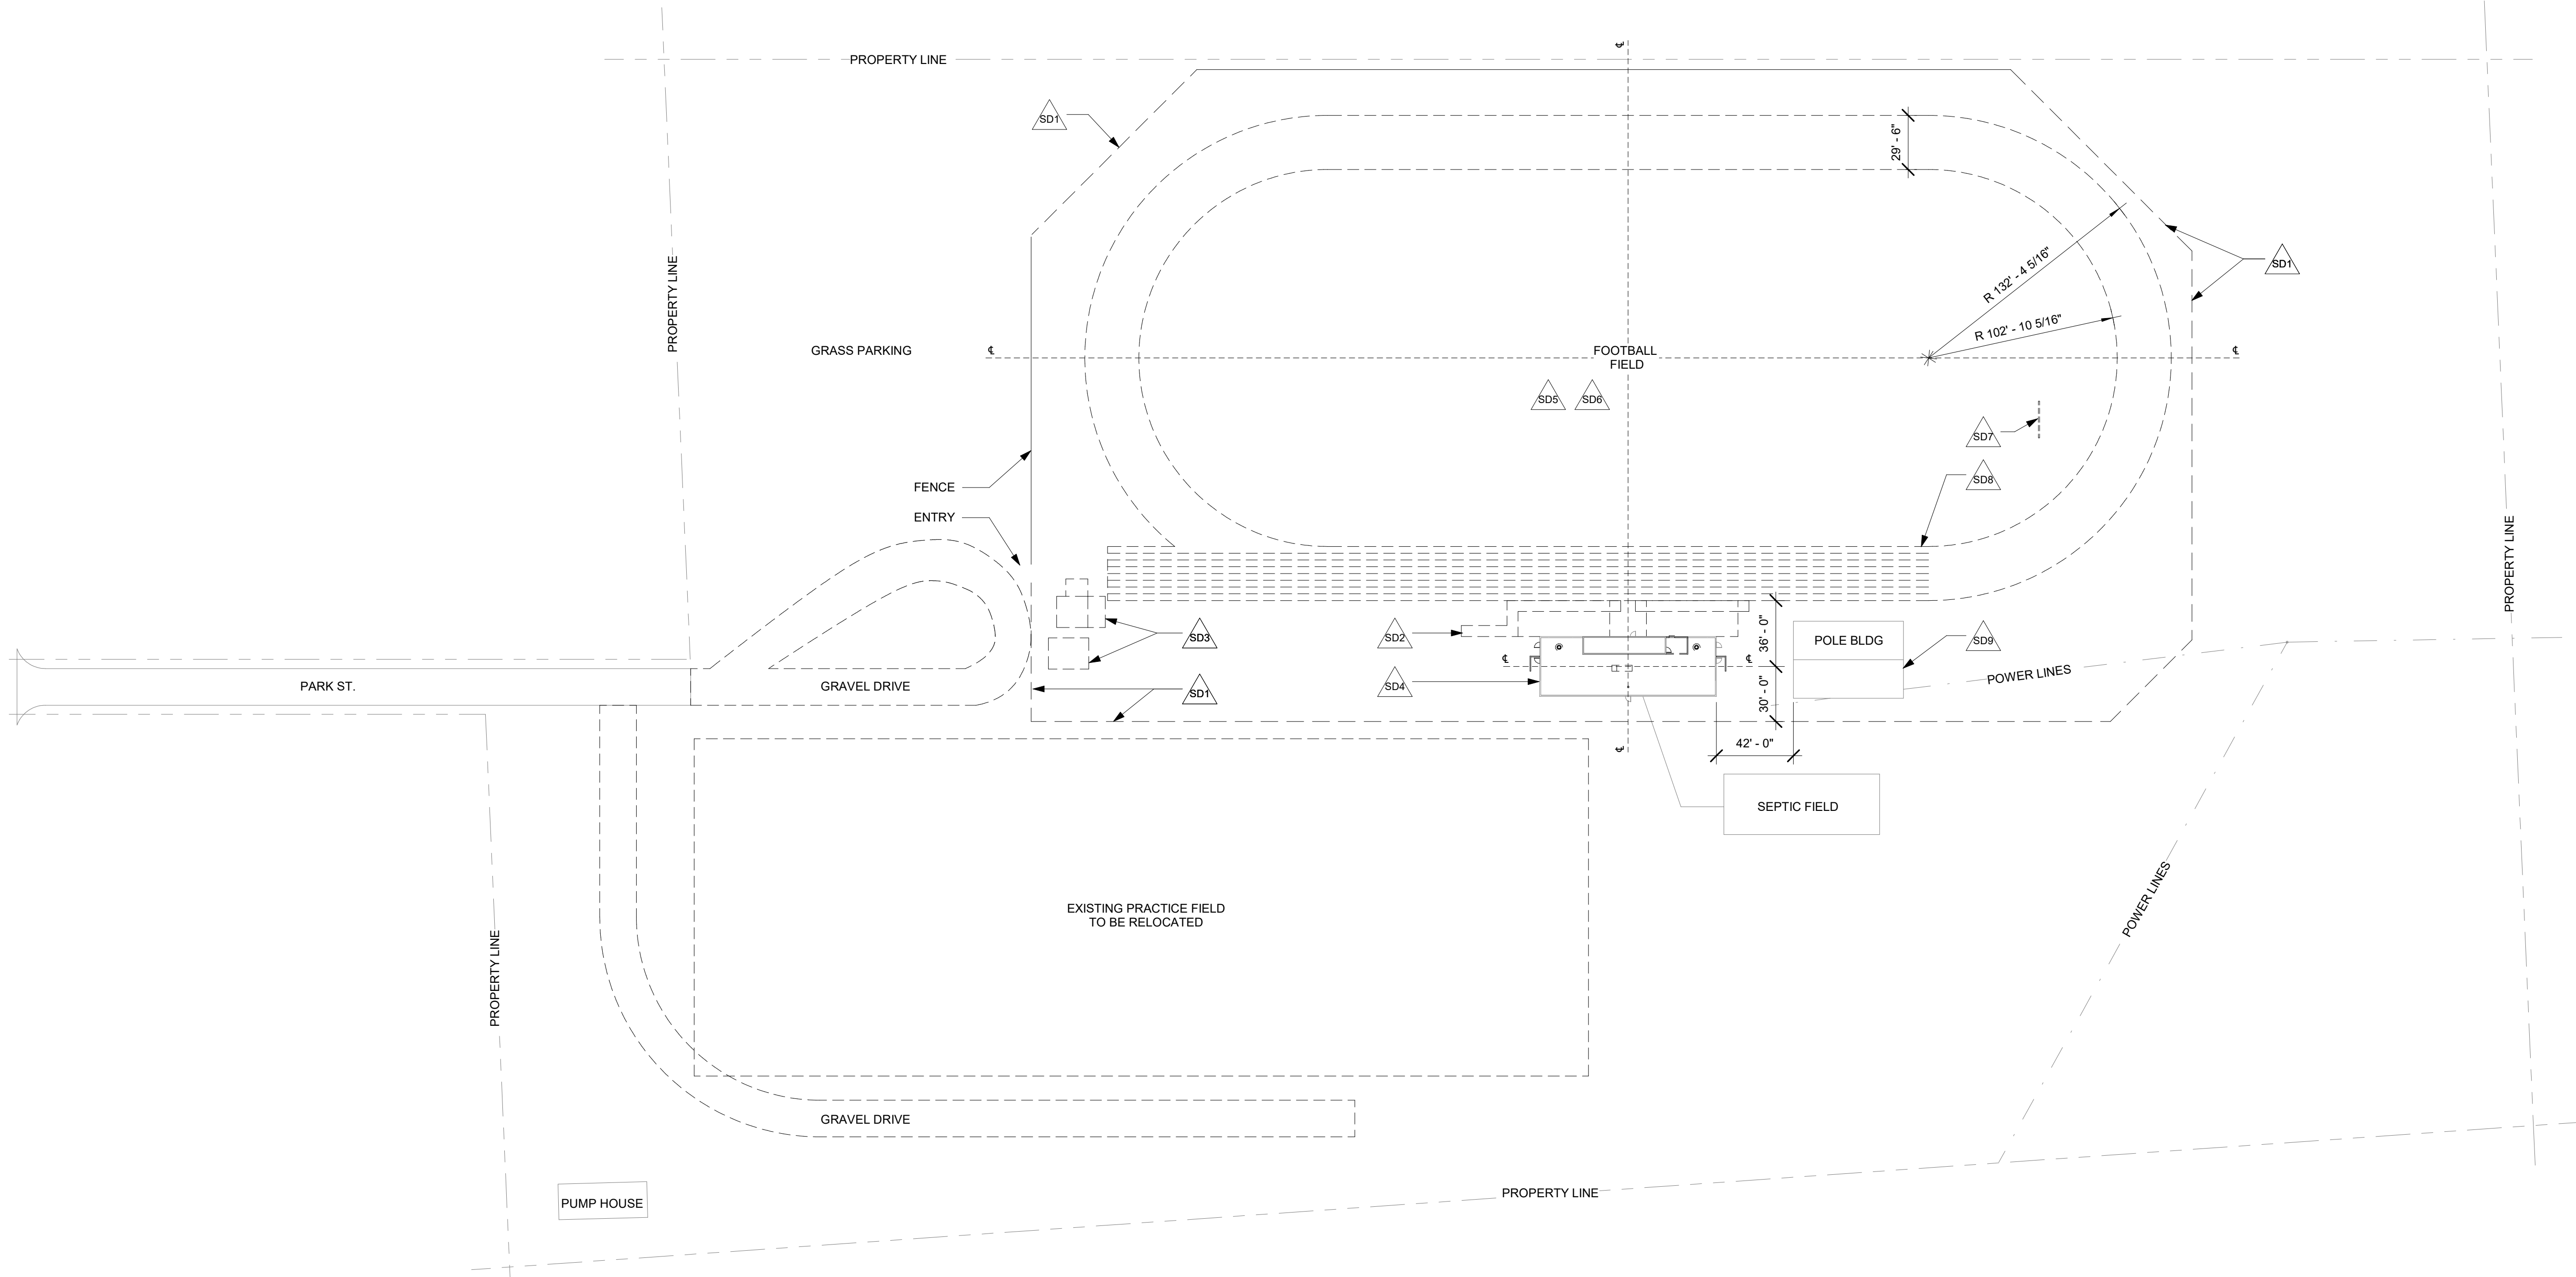 ℄
PROPERTY LINE
SD1
29' - 6"
PROPERTY LINE
R 132' - 4 5/16"
SD1
R 102' - 10 5/16"
GRASS PARKING
℄
FOOTBALL
FIELD
℄
SD5
SD6
SD7
SD8
FENCE
ENTRY
PROPERTY LINE
SD3
SD2
36' - 0"
POLE BLDG
SD9
℄
℄
POWER LINES
PARK ST.
GRAVEL DRIVE
SD1
SD4
30' - 0"
℄
42' - 0"
SEPTIC FIELD
POWER LINES
EXISTING PRACTICE FIELD
TO BE RELOCATED
PROPERTY LINE
GRAVEL DRIVE
PROPERTY LINE
PUMP HOUSE